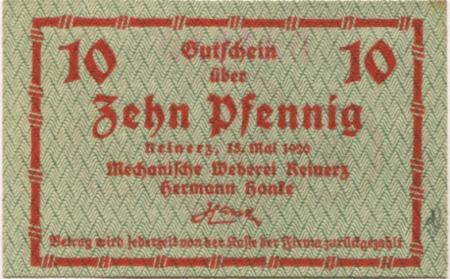 10 Gutschein 10
über
Zehn Pfennig
Reinerz, 15. Mai 1920
Mechanische Weberei Reinerz
Hermann Hanke
Betrag wird jederzeit von der Kasse der Firma zurückgezahlt